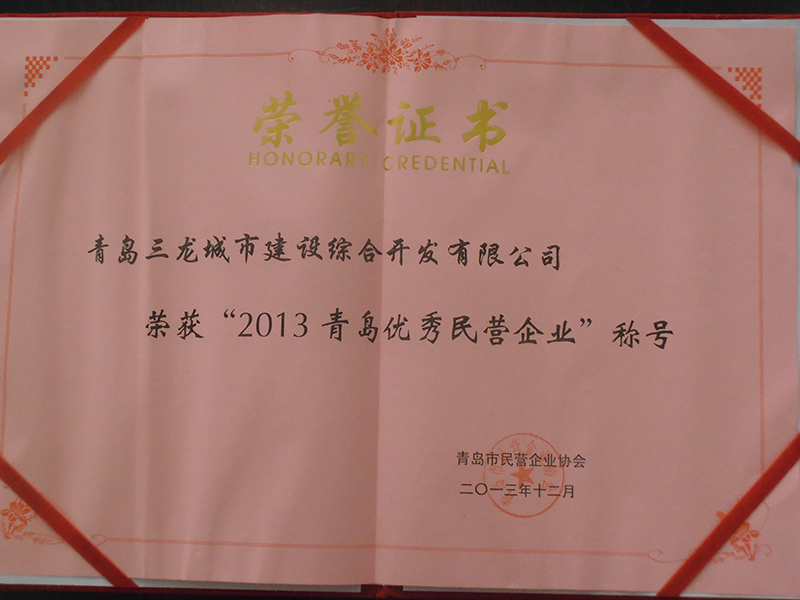 荣誉证书
HONORARY CREDENTIAL
青岛三龙城市建设综合开发有限公司
荣获“2013青岛优秀民营企业”称号
青岛市民营企业协会
二〇一三年十二月